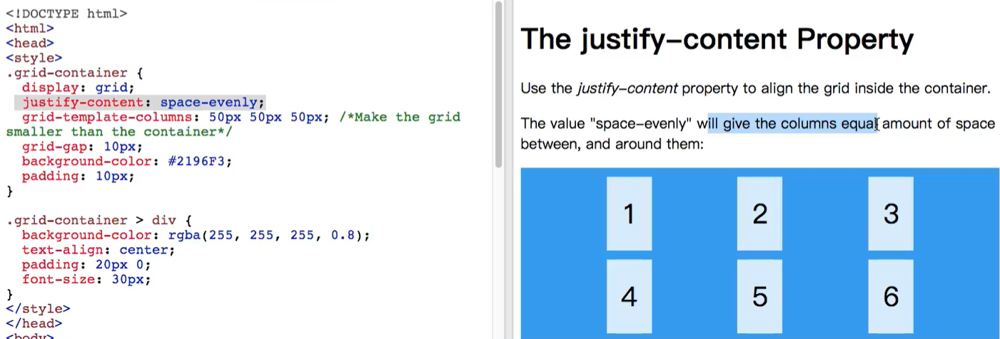 <!DOCTYPE html>
<html>
<head>
<style>
.grid-container {
  display: grid;
  justify-content: space-evenly;
  grid-template-columns: 50px 50px 50px; /*Make the grid
smaller than the container*/
  grid-gap: 10px;
  background-color: #2196F3;
  padding: 10px;
}
.grid-container > div {
  background-color: rgba(255, 255, 255, 0.8);
  text-align: center;
  padding: 20px 0;
  font-size: 30px;
}
</style>
</head>
<body>
The justify-content Property
Use the justify-content property to align the grid inside the container.
The value "space-evenly" will give the columns equal amount of space
between, and around them:
1 2 3
4 5 6